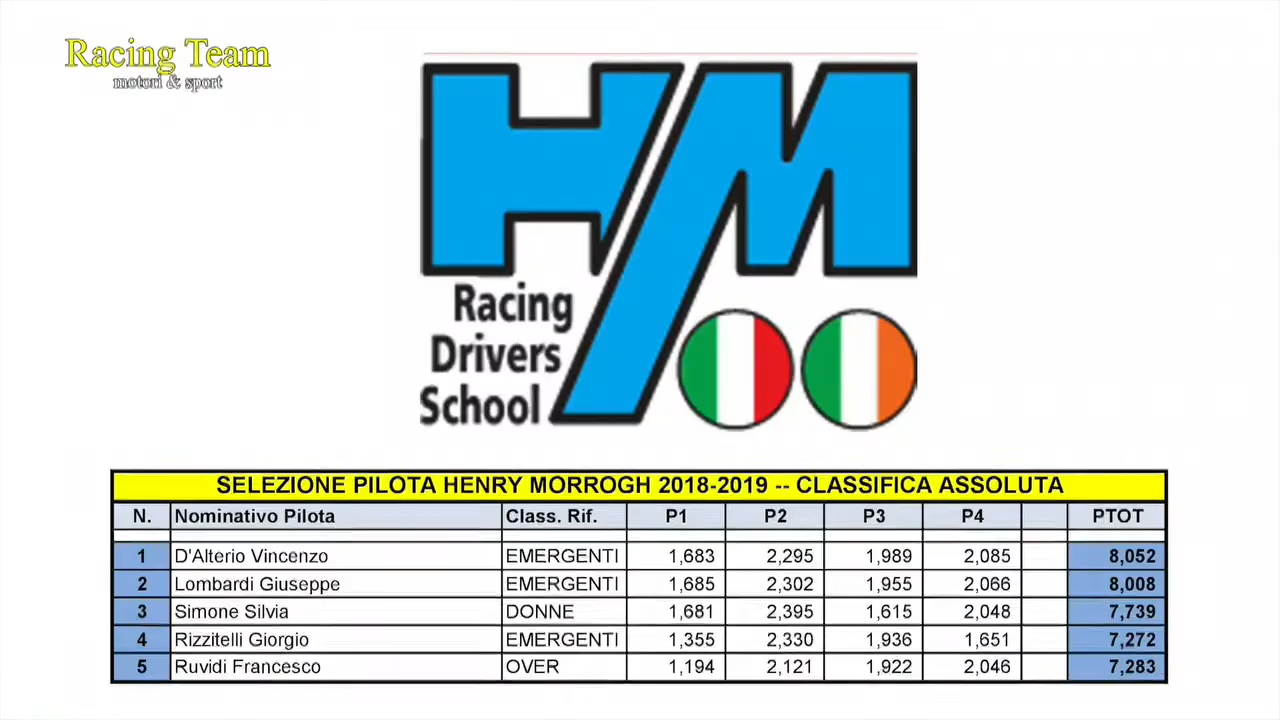 Racing Team
motori & sport
HM
Racing
Drivers
School
SELEZIONE PILOTA HENRY MORROGH 2018-2019 -- CLASSIFICA ASSOLUTA
N. Nominativo Pilota Class. Rif. P1 P2 P3 P4 PTOT
1 D'Alterio Vincenzo EMERGENTI 1,683 2,295 1,989 2,085 8,052
2 Lombardi Giuseppe EMERGENTI 1,685 2,302 1,955 2,066 8,008
3 Simone Silvia DONNE 1,681 2,395 1,615 2,048 7,739
4 Rizzitelli Giorgio EMERGENTI 1,355 2,330 1,936 1,651 7,272
5 Ruvidi Francesco OVER 1,194 2,121 1,922 2,046 7,283